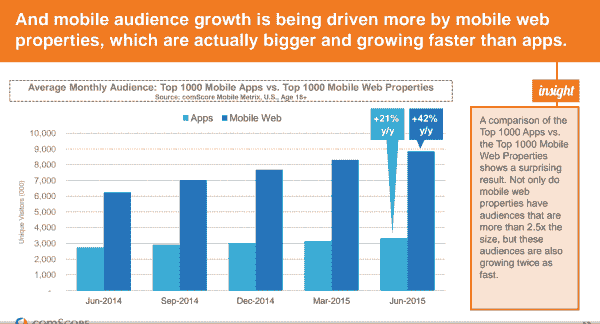 And mobile audience growth is being driven more by mobile web
properties, which are actually bigger and growing faster than apps.
Average Monthly Audience: Top 1000 Mobile Apps vs. Top 1000 Mobile Web Properties
Source: comScore Mobile Metrix, U.S., Age 18+
insight
Apps
Mobile Web
+21%
y/y
+42%
y/y
Unique Visitors (000)
10,000
9,000
8,000
7,000
6,000
5,000
4,000
3,000
2,000
1,000
-
Jun-2014
Sep-2014
Dec-2014
Mar-2015
Jun-2015
A comparison of the
Top 1000 Apps vs.
the Top 1000 Mobile
Web Properties
shows a surprising
result. Not only do
mobile web
properties have
audiences that are
more than 2.5x the
size, but these
audiences are also
growing twice as
fast.
comScore